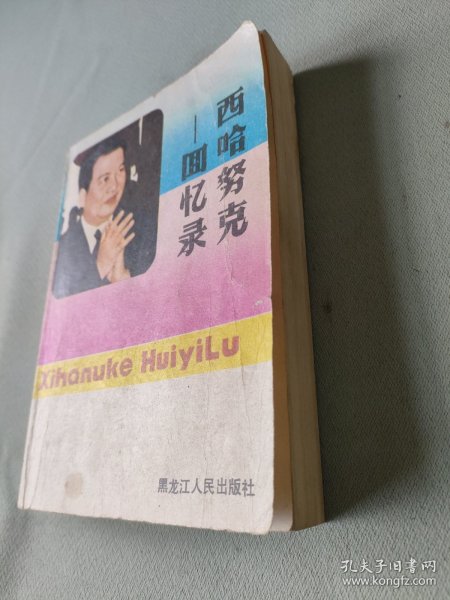 西哈努克
—回忆录
Xihanuke HuiyiLu
黑龙江人民出版社
孔夫子旧书网
www.kongfz.com